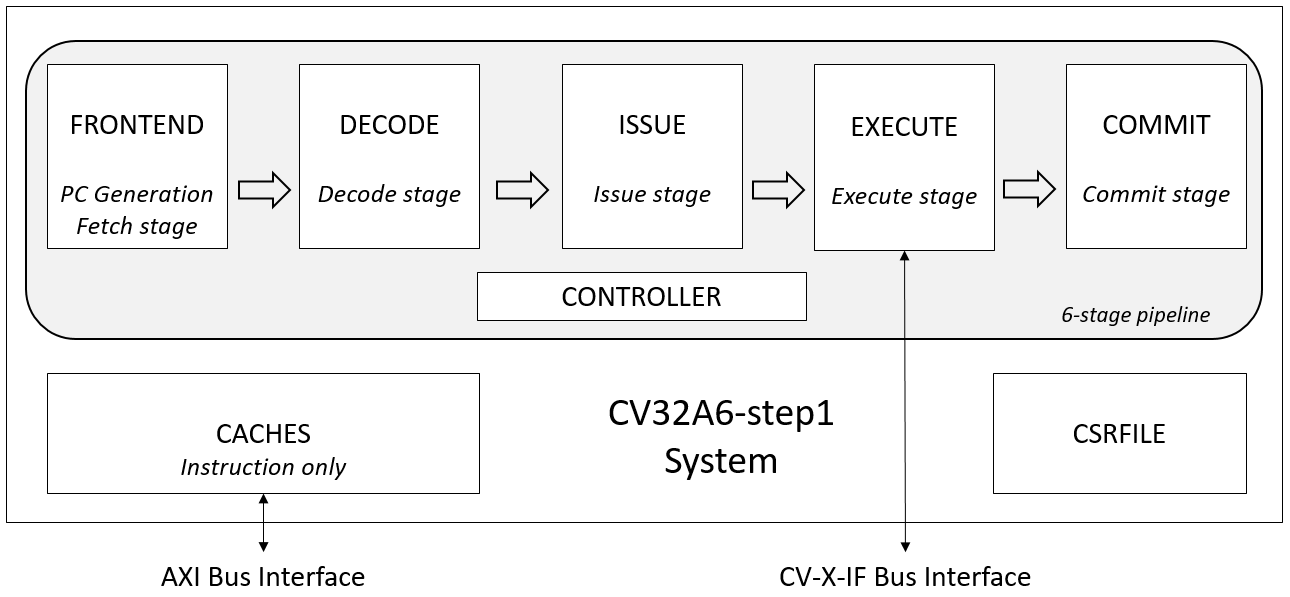 FRONTEND
PC Generation
Fetch stage
DECODE
Decode stage
ISSUE
Issue stage
EXECUTE
Execute stage
COMMIT
Commit stage
CONTROLLER
6-stage pipeline
CACHES
Instruction only
CV32A6-step1
System
CSRFILE
AXI Bus Interface
CV-X-IF Bus Interface